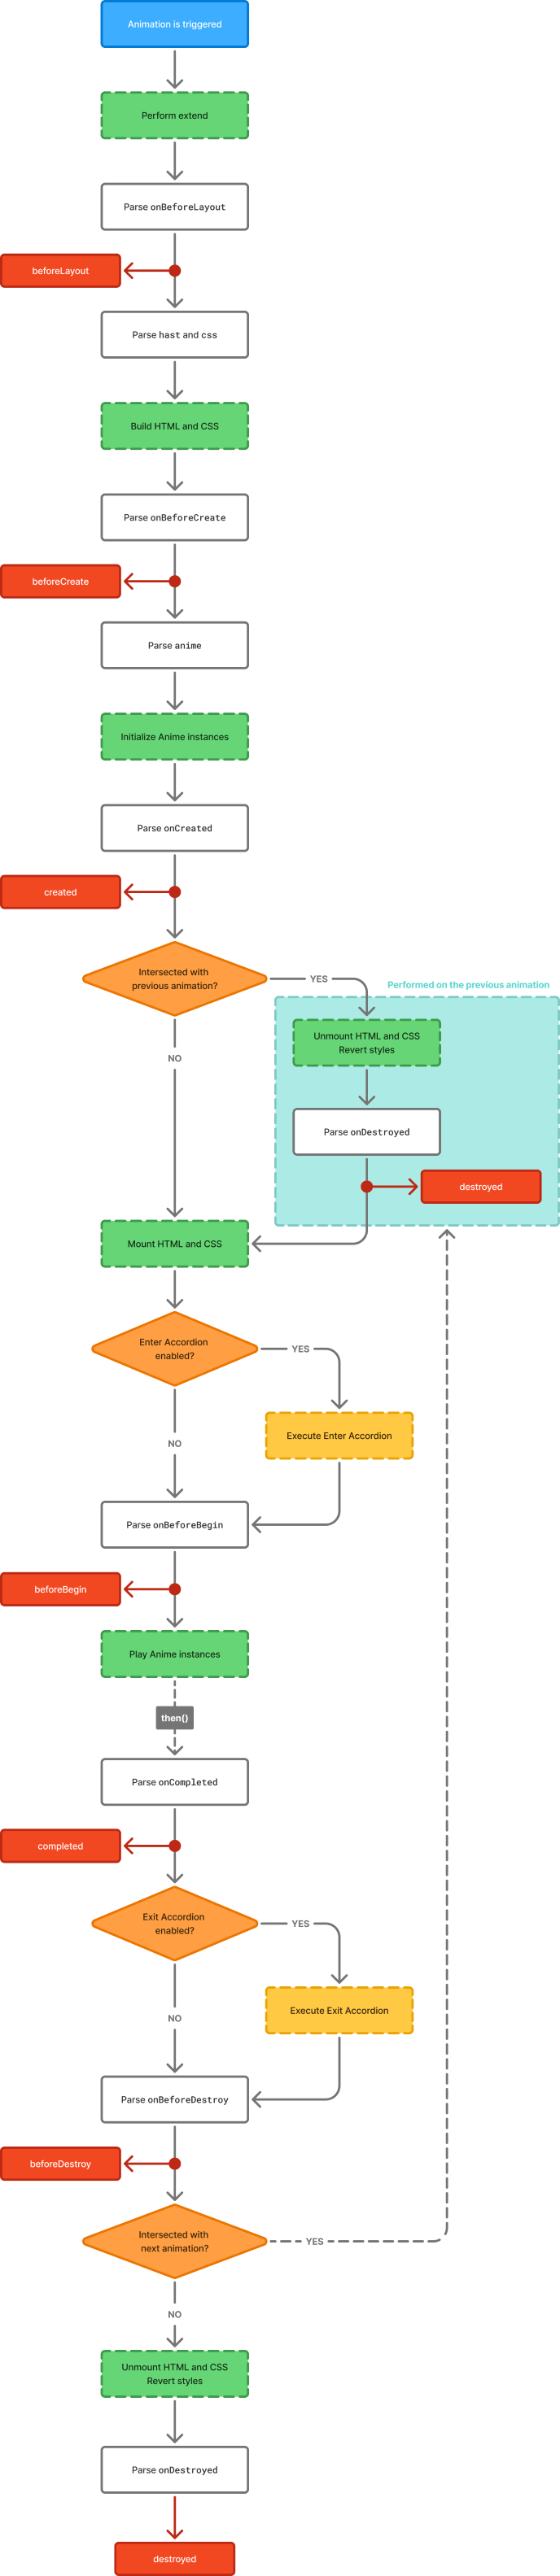 Animation is triggered
Perform extend
Parse onBeforeLayout
beforeLayout
Parse hast and css
Build HTML and CSS
Parse onBeforeCreate
beforeCreate
Parse anime
Initialize Anime instances
Parse onCreated
created
Intersected with
previous animation?
YES
Performed on the previous animation
Unmount HTML and CSS
Revert styles
NO
Parse onDestroyed
destroyed
Mount HTML and CSS
Enter Accordion
enabled?
YES
Execute Enter Accordion
NO
Parse onBeforeBegin
beforeBegin
Play Anime instances
then()
Parse onCompleted
completed
Exit Accordion
enabled?
YES
Execute Exit Accordion
NO
Parse onBeforeDestroy
beforeDestroy
Intersected with
next animation?
YES
NO
Unmount HTML and CSS
Revert styles
Parse onDestroyed
destroyed